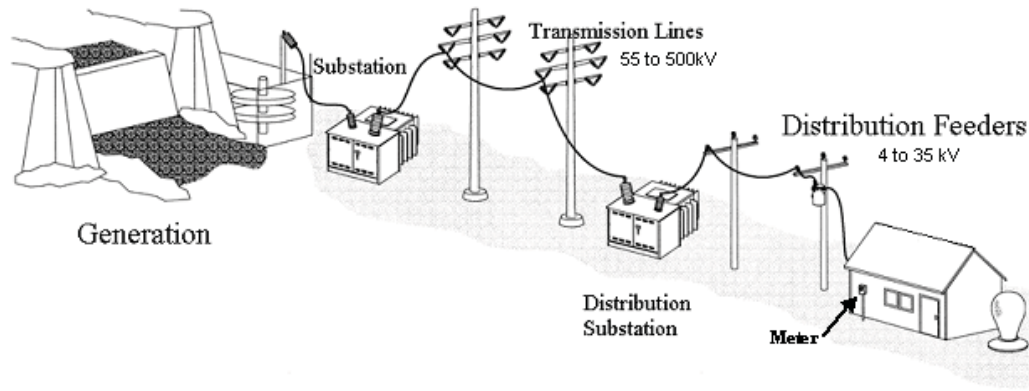 Substation
Transmission Lines
55 to 500kV
Distribution Feeders
4 to 35 kV
Generation
Distribution
Substation
Meter